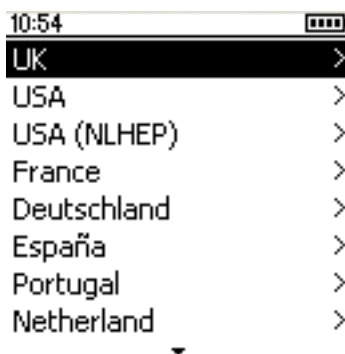 10:54
UK
USA
USA (NLHEP)
France
Deutschland
España
Portugal
Netherland